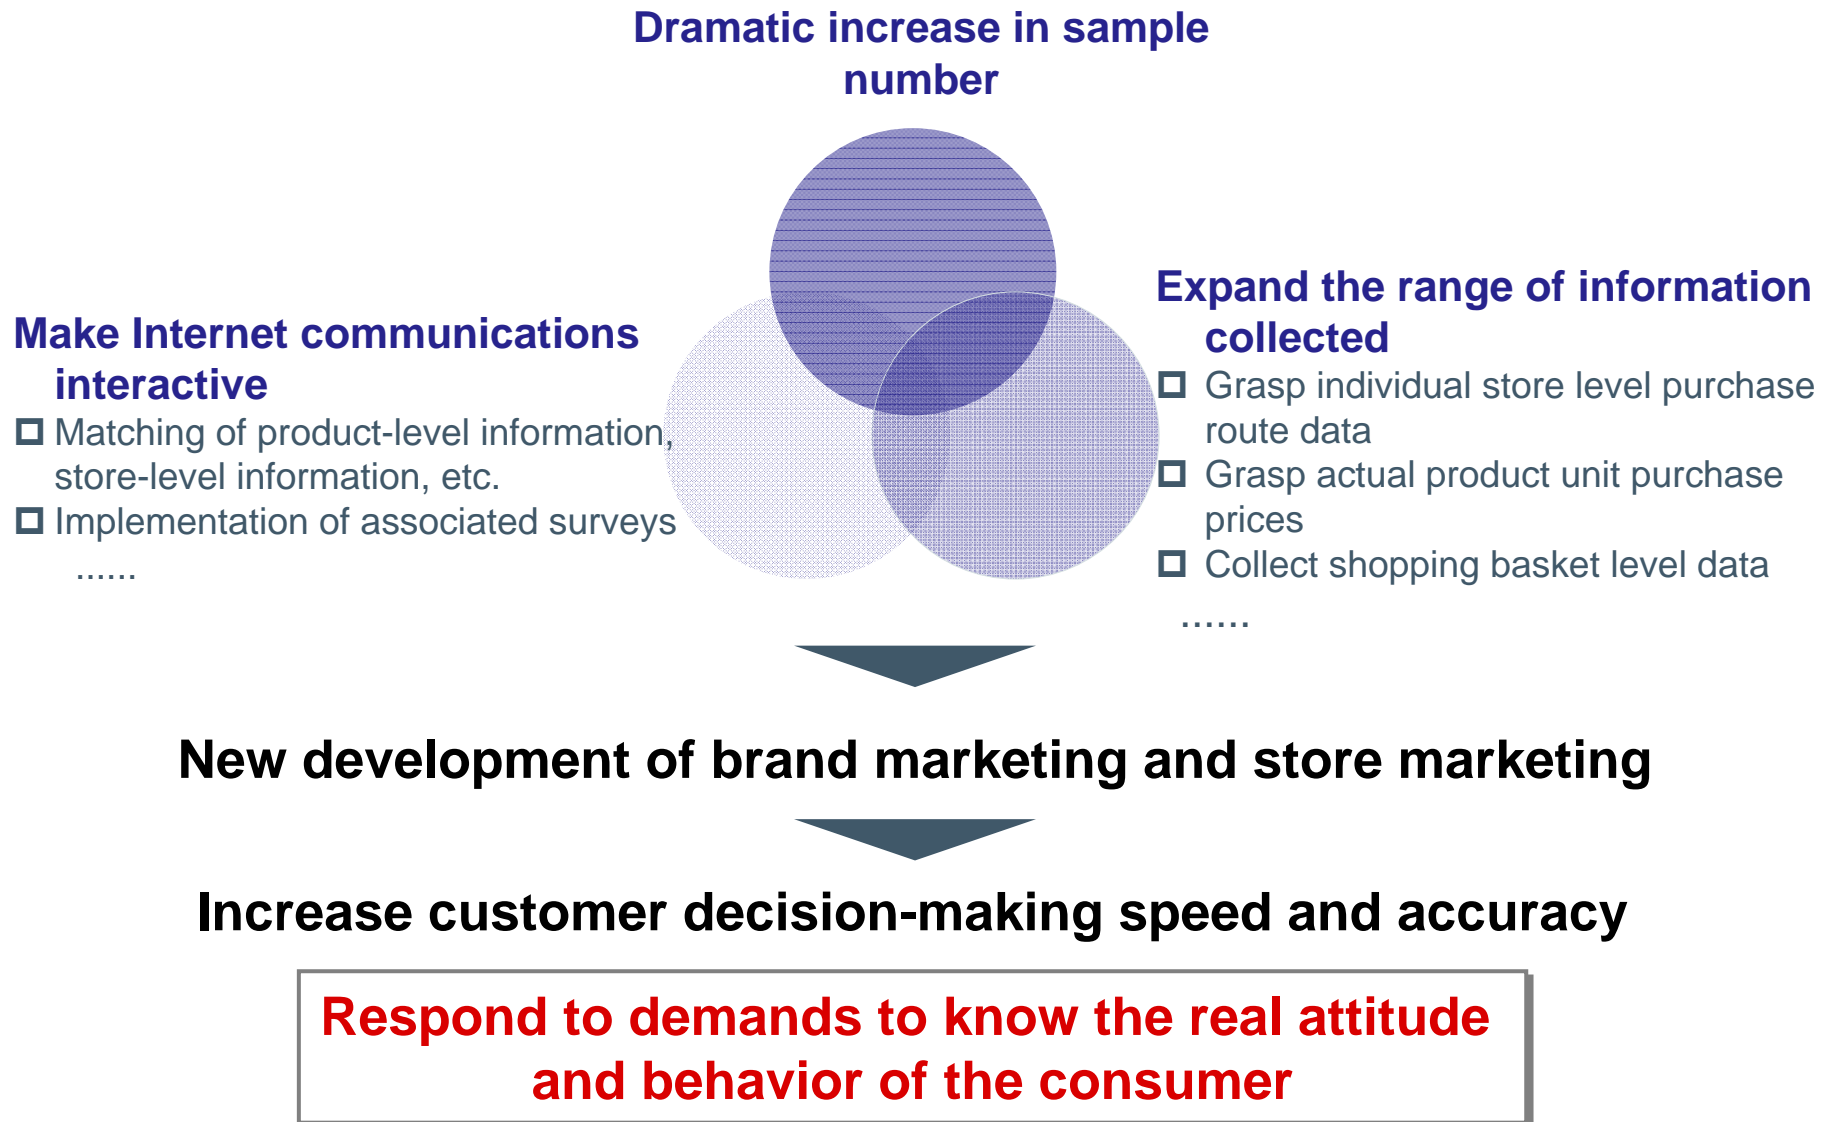 Dramatic increase in sample
number
Make Internet communications
interactive
Matching of product-level information,
store-level information, etc.
Implementation of associated surveys
......
Expand the range of information
collected
Grasp individual store level purchase
route data
Grasp actual product unit purchase
prices
Collect shopping basket level data
......
New development of brand marketing and store marketing
Increase customer decision-making speed and accuracy
Respond to demands to know the real attitude
and behavior of the consumer